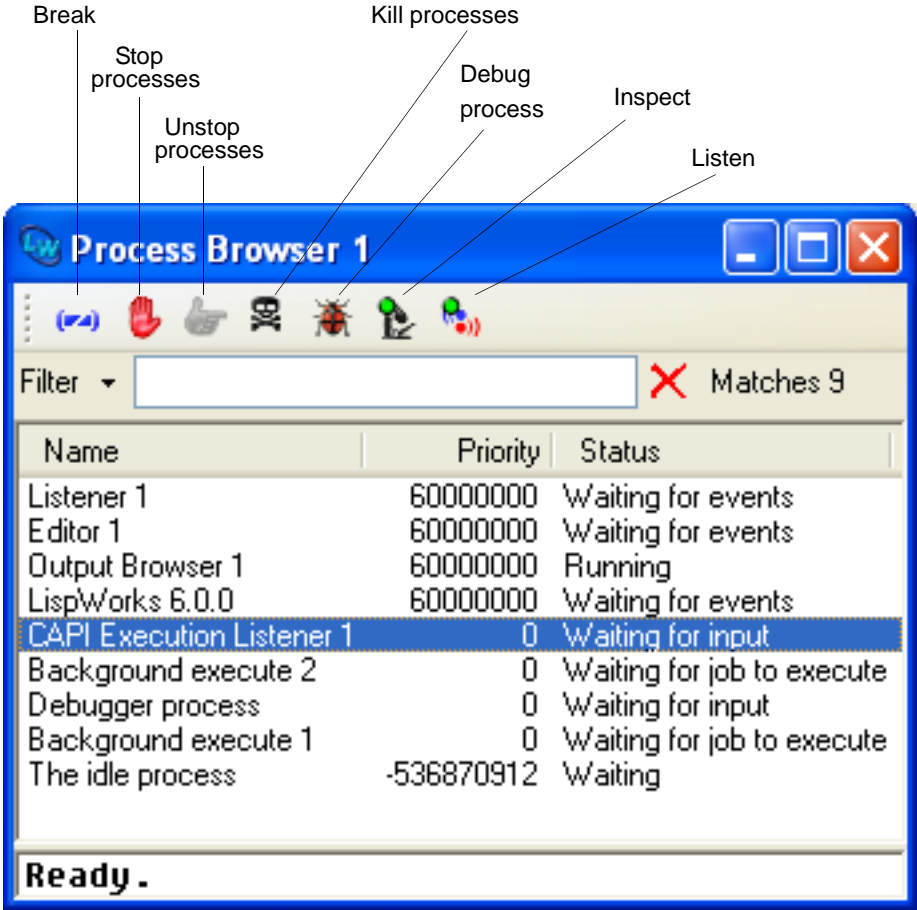 Break
Kill processes
Stop
processes
Debug
process
Inspect
Unstop
processes
Listen
LW Process Browser 1
Filter Matches 9
Name Priority Status
Listener 1 60000000 Waiting for events
Editor 1 60000000 Waiting for events
Output Browser 1 60000000 Running
LispWorks 6.0.0 60000000 Waiting for events
CAPI Execution Listener 1 0 Waiting for input
Background execute 2 0 Waiting for job to execute
Debugger process 0 Waiting for input
Background execute 1 0 Waiting for job to execute
The idle process -536870912 Waiting
Ready.